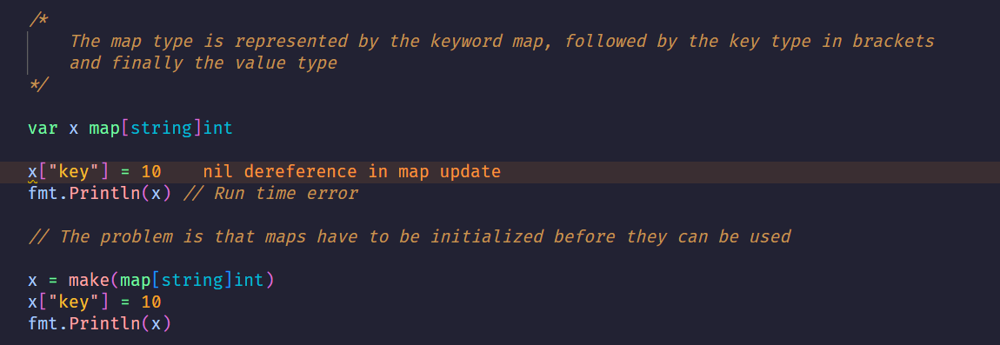 /*
The map type is represented by the keyword map, followed by the key type in brackets
and finally the value type
*/
var x map[string]int
x["key"] = 10    nil dereference in map update
fmt.Println(x) // Run time error
// The problem is that maps have to be initialized before they can be used
x = make(map[string]int)
x["key"] = 10
fmt.Println(x)